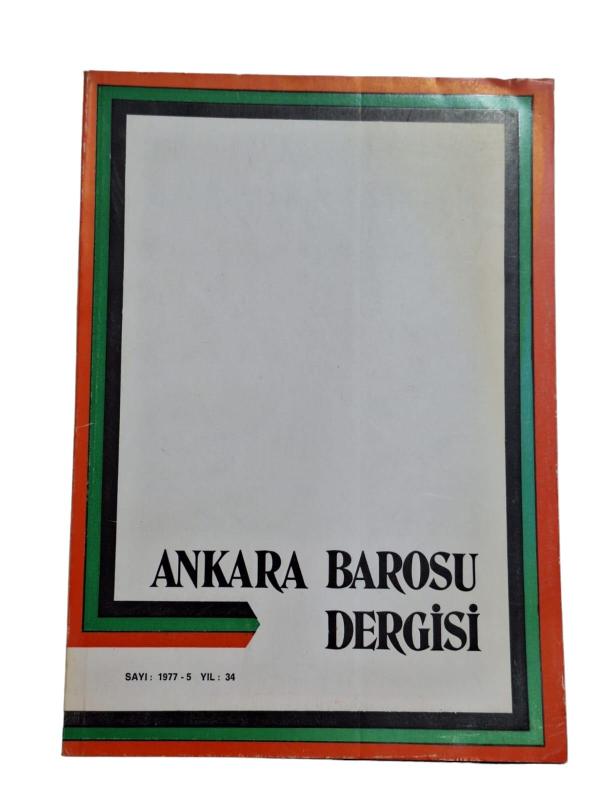 ANKARA BAROSU
DERGİSİ
SAYI: 1977-5 YIL: 34